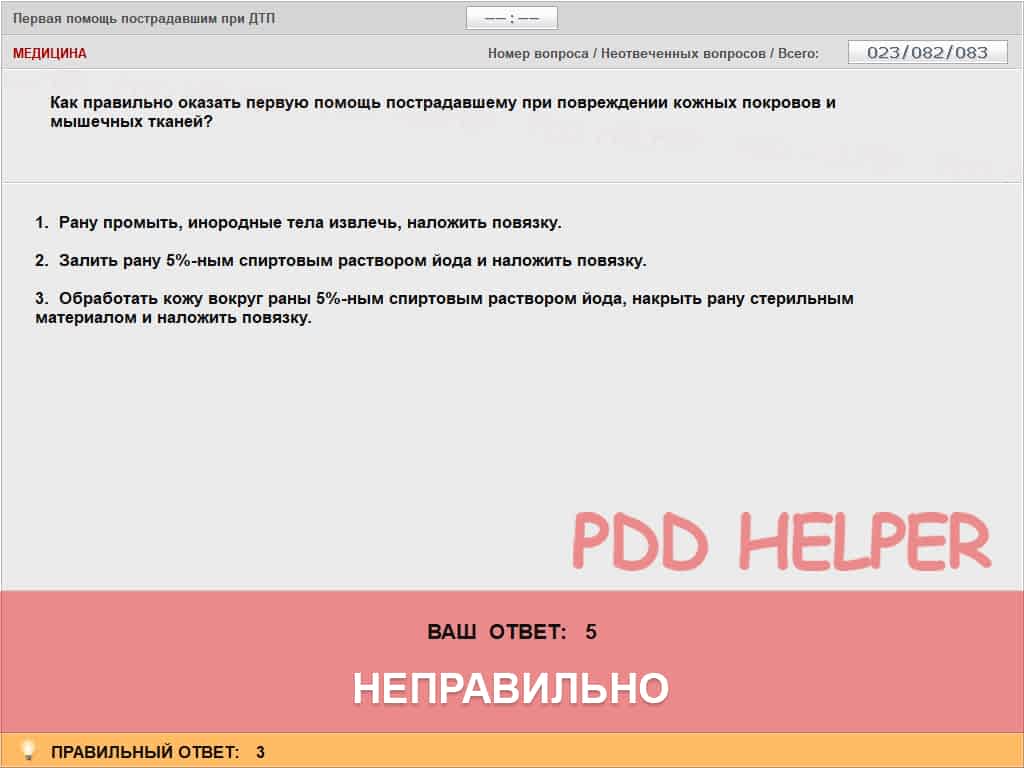 Первая помощь пострадавшим при ДТП
—— : ——
МЕДИЦИНА
Номер вопроса / Неотвеченных вопросов / Всего:
023/082/083
Как правильно оказать первую помощь пострадавшему при повреждении кожных покровов и
мышечных тканей?
1. Рану промыть, инородные тела извлечь, наложить повязку.
2. Залить рану 5%-ным спиртовым раствором йода и наложить повязку.
3. Обработать кожу вокруг раны 5%-ным спиртовым раствором йода, накрыть рану стерильным
материалом и наложить повязку.
PDD HELPER
ВАШ ОТВЕТ: 5
НЕПРАВИЛЬНО
ПРАВИЛЬНЫЙ ОТВЕТ: 3